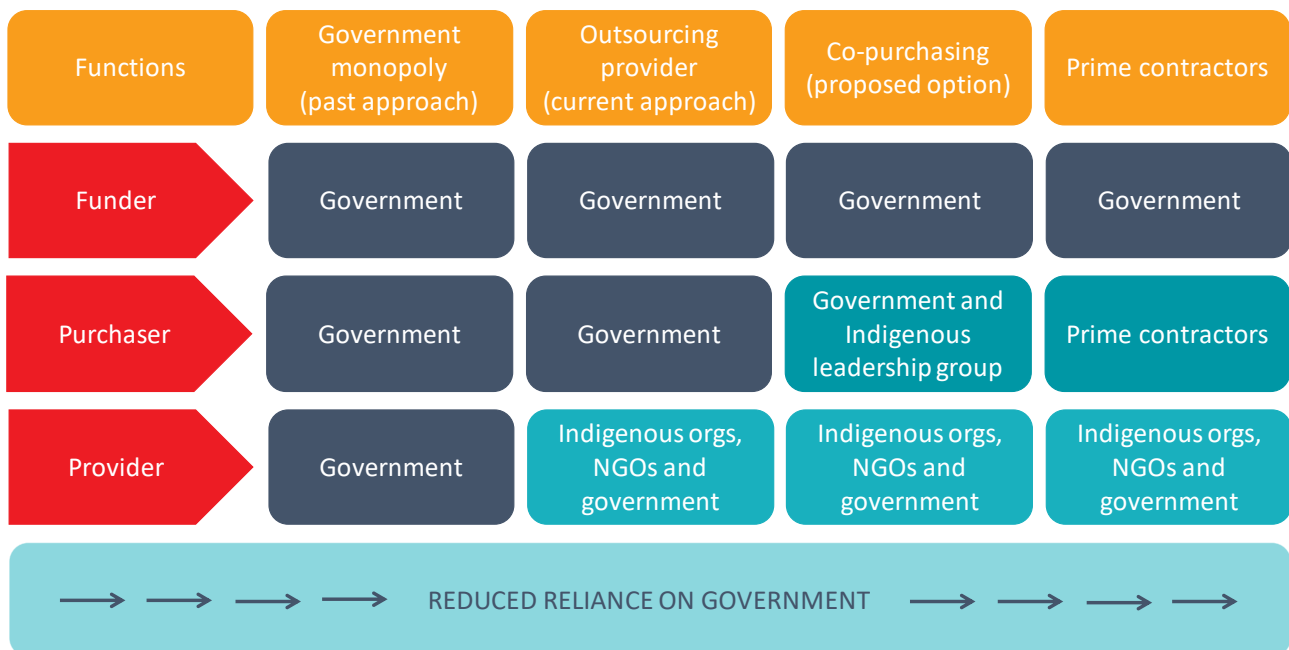 Functions
Government
monopoly
(past approach)
Outsourcing
provider
(current approach)
Co-purchasing
(proposed option)
Prime contractors
Funder
Government
Government
Government
Government
Purchaser
Government
Government
Government and
Indigenous
leadership group
Prime contractors
Provider
Government
Indigenous orgs,
NGOs and
government
Indigenous orgs,
NGOs and
government
Indigenous orgs,
NGOs and
government
REDUCED RELIANCE ON GOVERNMENT